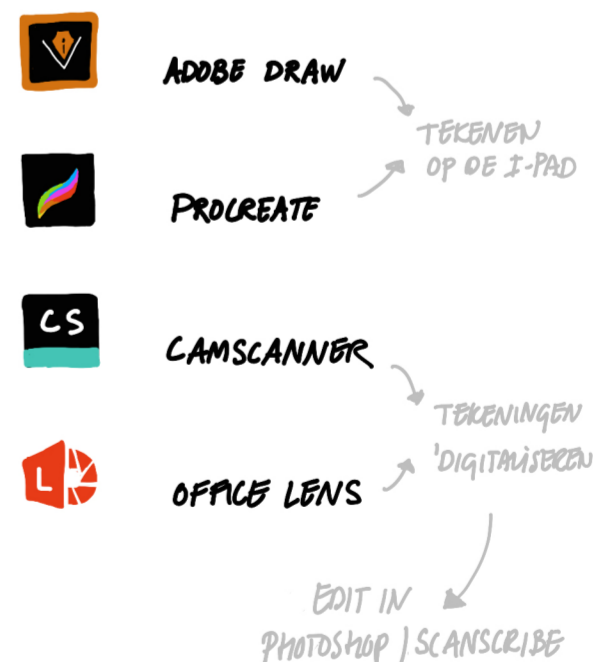 ADOBE DRAW
TEKENEN
OP DE I-PAD
PROCREATE
CS
CAMSCANNER
TEKENINGEN
'DIGITALISEREN
L
OFFICE LENS
EDIT IN
PHOTOSHOP | SCANSCRIBE